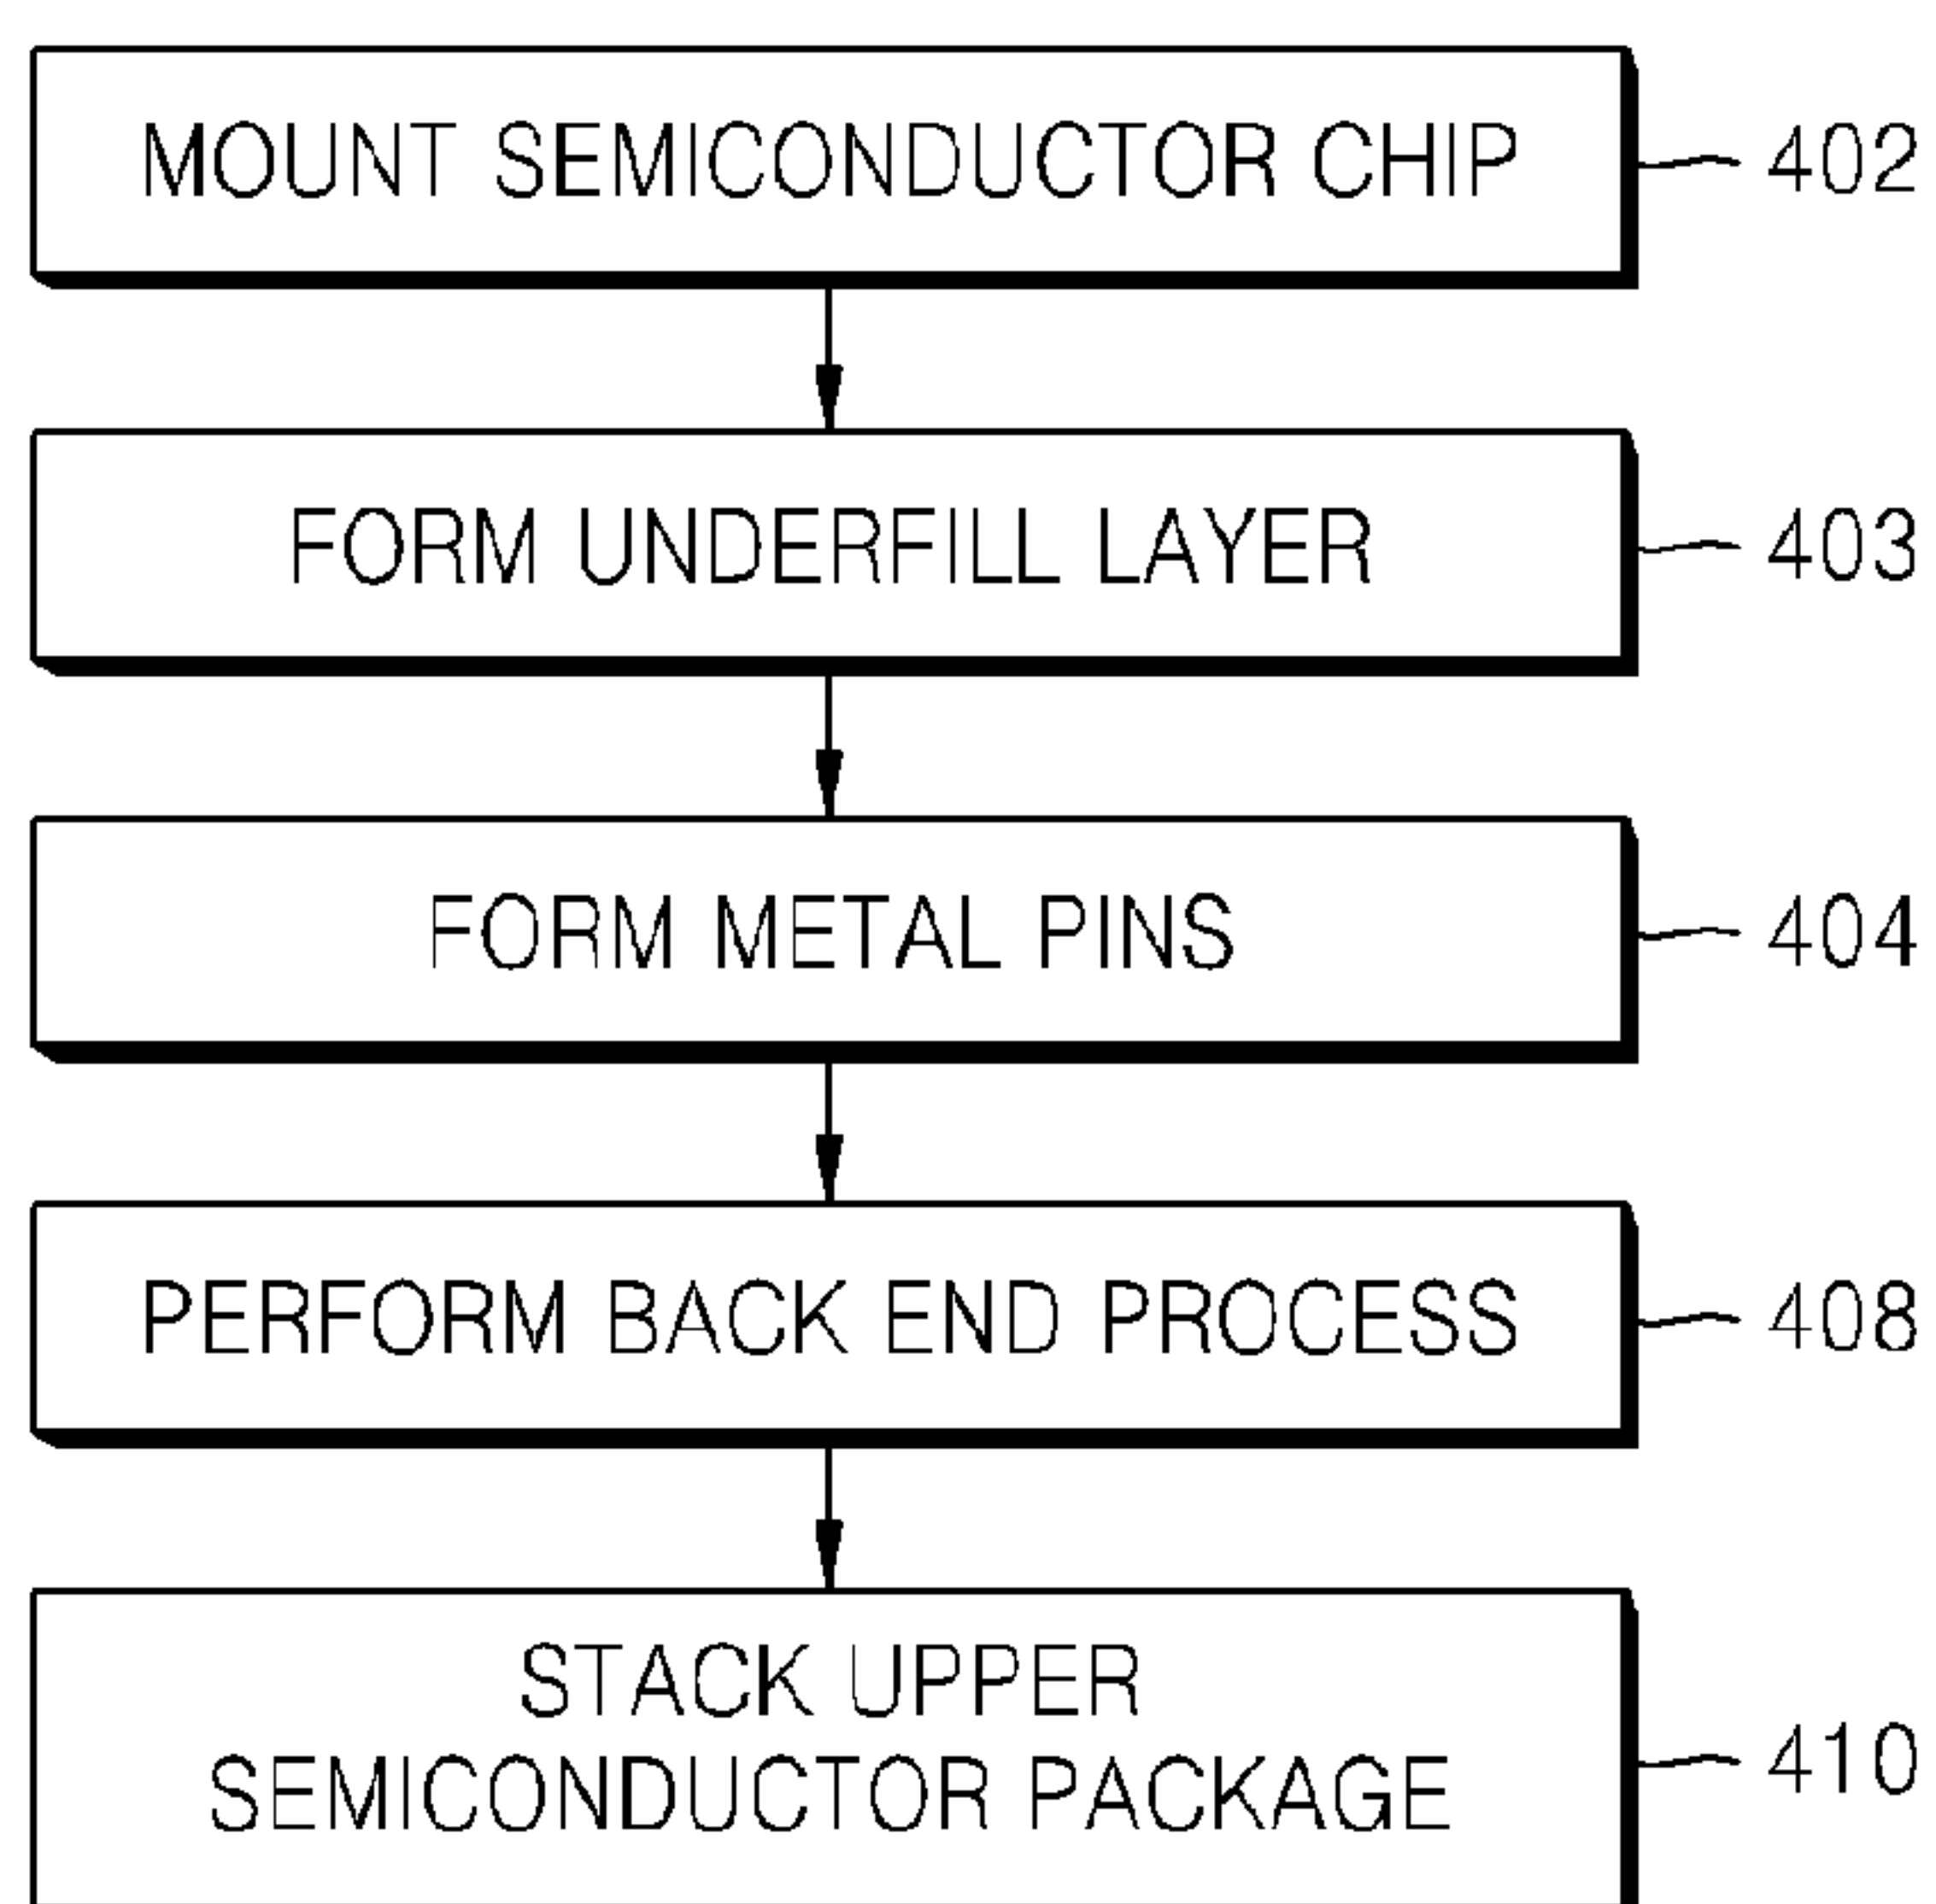 MOUNT SEMICONDUCTOR CHIP 402
FORM UNDERFILL LAYER 403
FORM METAL PINS 404
PERFORM BACK END PROCESS 408
STACK UPPER
SEMICONDUCTOR PACKAGE 410